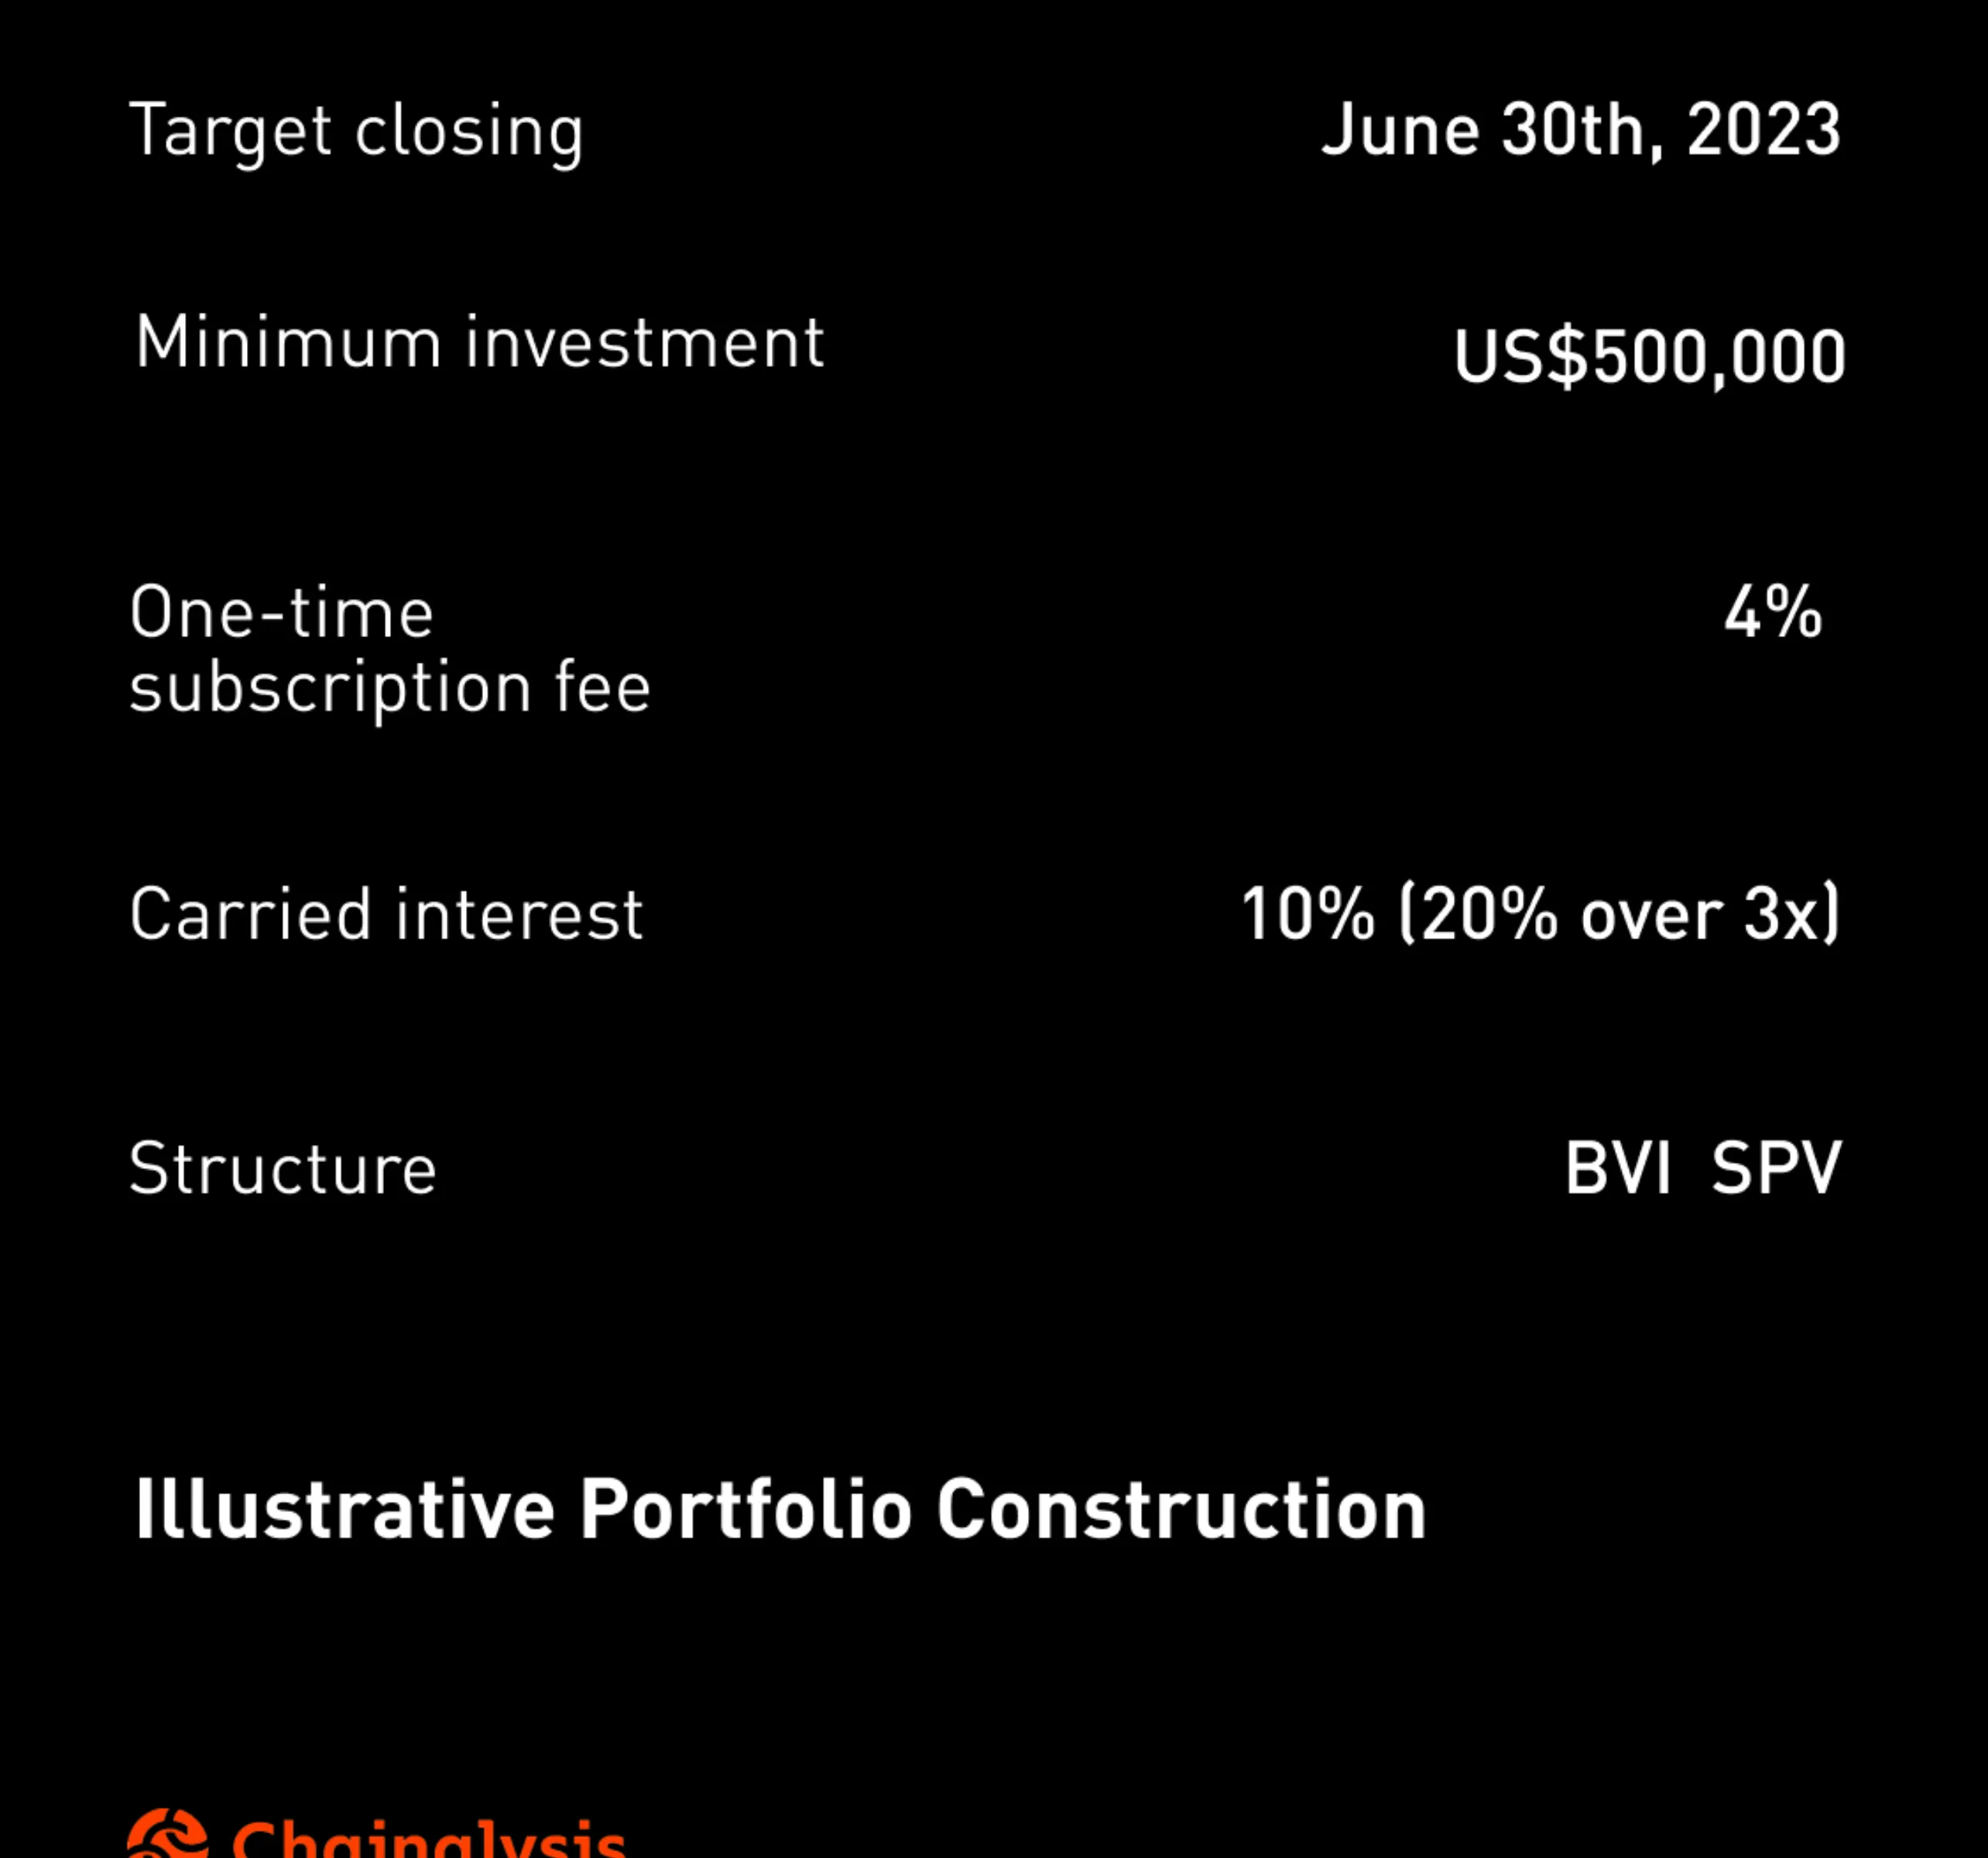 Target closing June 30th, 2023
Minimum investment US$500,000
One-time 4%
subscription fee
Carried interest 10% (20% over 3x)
Structure BVI SPV
Illustrative Portfolio Construction
Chainalysis